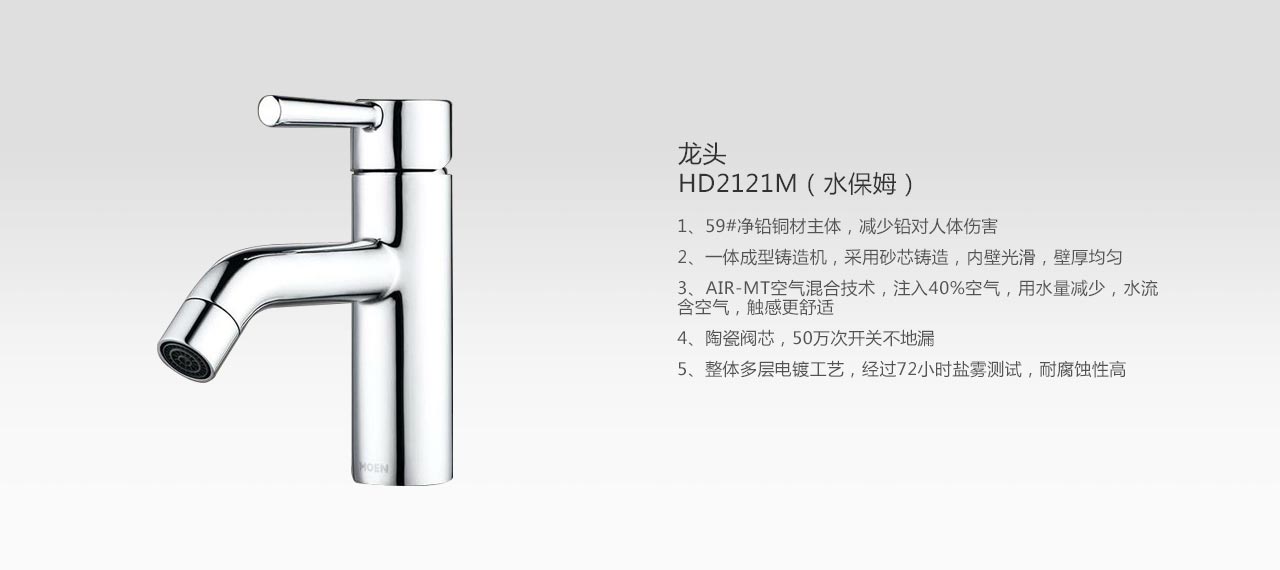 龙头
HD2121M（水保姆）
1、59#净铅铜材主体，减少铅对人体伤害
2、一体成型铸造机，采用砂芯铸造，内壁光滑，壁厚均匀
3、AIR-MT空气混合技术，注入40%空气，用水量减少，水流
含空气，触感更舒适
4、陶瓷阀芯，50万次开关不地漏
5、整体多层电镀工艺，经过72小时盐雾测试，耐腐蚀性高
MOEN